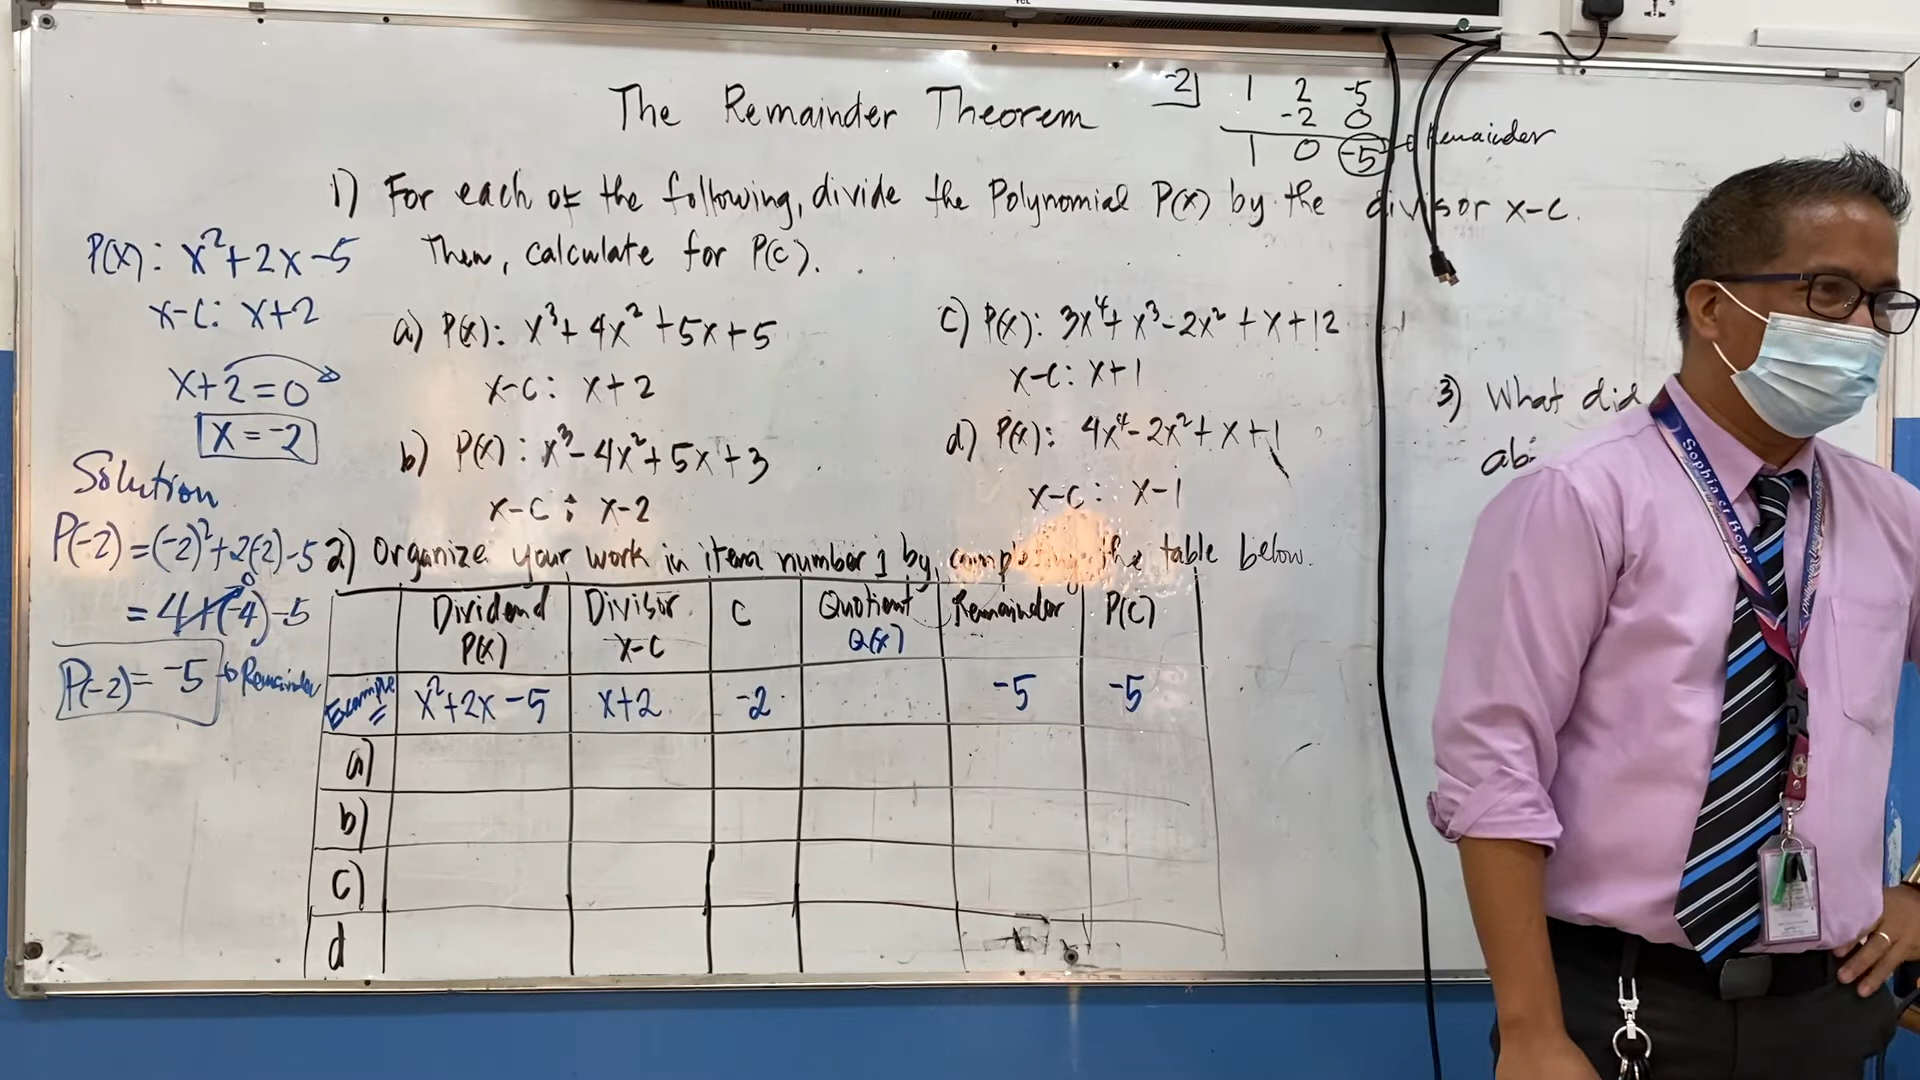 TCL
The Remainder Theorem
-2 1 2 -5
-2 0
1 0 -5 → Remainder
1) For each of the following, divide the Polynomial P(x) by the divisor x-c.
Then, calculate for P(c).
P(x): x²+2x-5
x-c: x+2
x+2=0
x=-2
Solution
P(-2)=(-2)²+2(-2)-5
= 4+(-4)-5
0
P(-2)= -5 → Remainder
a) P(x): x³+4x²+5x+5
x-c: x+2
b) P(x): x³-4x²+5x+3
x-c: x-2
c) P(x): 3x⁴+x³-2x²+x+12
x-c: x+1
d) P(x): 4x⁴-2x²+x+1
x-c: x-1
3) What did
2) Organize your work in item number 1 by completing the table below.
Dividend P(x) Divisor x-c C Quotient Q(x) Remainder P(c)
Example x²+2x-5 x+2 -2 -5 -5
a)
b)
c)
d
Sophia et Bona